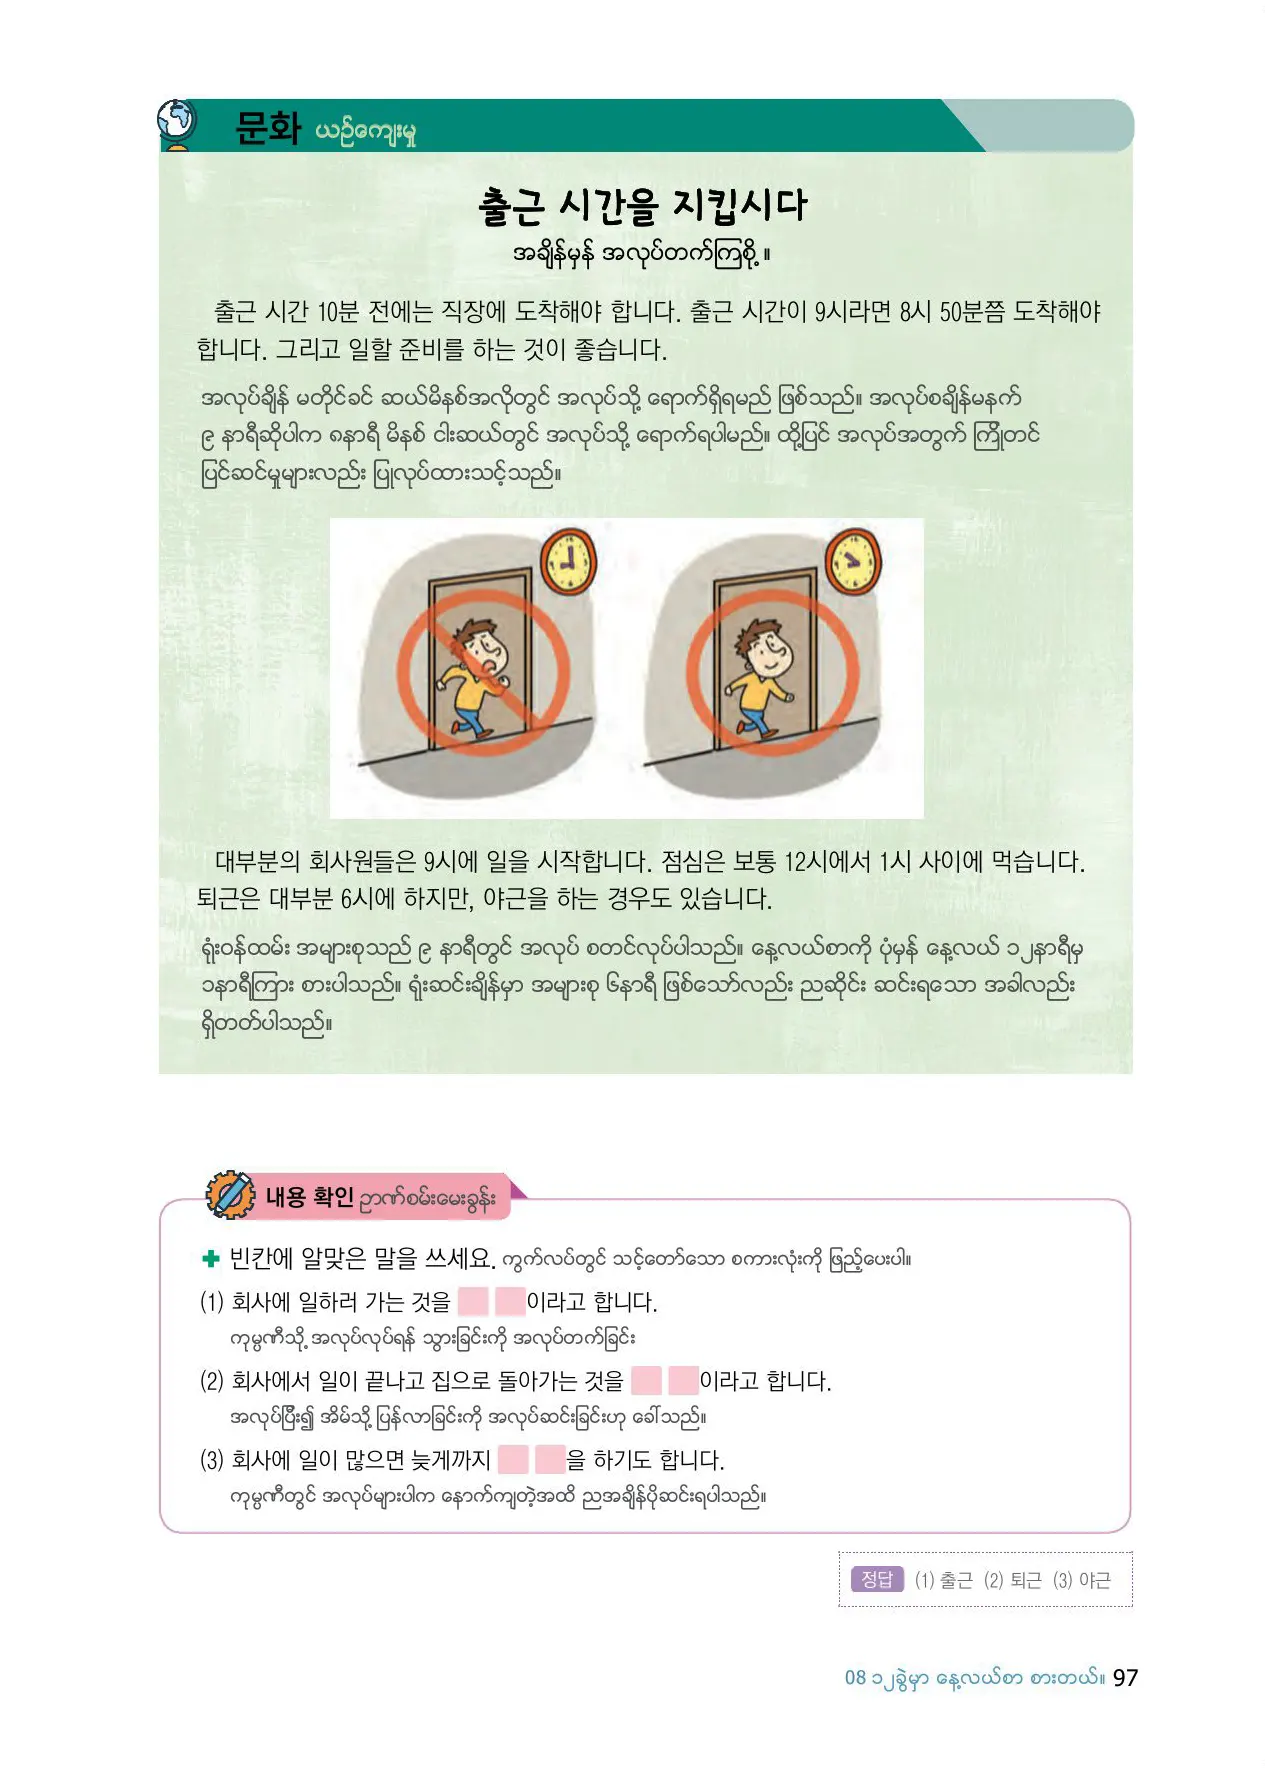 문화 ယဉ်ကျေးမှု
출근 시간을 지킵시다
အချိန်မှန် အလုပ်တက်ကြစို့ ။
출근 시간 10분 전에는 직장에 도착해야 합니다. 출근 시간이 9시라면 8시 50분쯤 도착해야
합니다. 그리고 일할 준비를 하는 것이 좋습니다.
အလုပ်ချိန် မတိုင်ခင် ဆယ်မိနစ်အလိုတွင် အလုပ်သို့ ရောက်ရှိရမည် ဖြစ်သည်။ အလုပ်စချိန်မနက်
၉ နာရီဆိုပါက ၈နာရီ မိနစ် ငါးဆယ်တွင် အလုပ်သို့ ရောက်ရပါမည်။ ထို့ပြင် အလုပ်အတွက် ကြိုတင်
ပြင်ဆင်မှုများလည်း ပြုလုပ်ထားသင့်သည်။
대부분의 회사원들은 9시에 일을 시작합니다. 점심은 보통 12시에서 1시 사이에 먹습니다.
퇴근은 대부분 6시에 하지만, 야근을 하는 경우도 있습니다.
ရုံးဝန်ထမ်း အများစုသည် ၉ နာရီတွင် အလုပ် စတင်လုပ်ပါသည်။ နေ့လယ်စာကို ပုံမှန် နေ့လယ် ၁၂နာရီမှ
၁နာရီကြား စားပါသည်။ ရုံးဆင်းချိန်မှာ အများစု ၆နာရီ ဖြစ်သော်လည်း ညဆိုင်း ဆင်းရသော အခါလည်း
ရှိတတ်ပါသည်။
내용 확인 ဉာဏ်စမ်းမေးခွန်း
빈칸에 알맞은 말을 쓰세요. ကွက်လပ်တွင် သင့်တော်သော စကားလုံးကို ဖြည့်ပေးပါ။
(1) 회사에 일하러 가는 것을 이라고 합니다.
ကုမ္ပဏီသို့ အလုပ်လုပ်ရန် သွားခြင်းကို အလုပ်တက်ခြင်း
(2) 회사에서 일이 끝나고 집으로 돌아가는 것을 이라고 합니다.
အလုပ်ပြီး၍ အိမ်သို့ ပြန်လာခြင်းကို အလုပ်ဆင်းခြင်းဟု ခေါ်သည်။
(3) 회사에 일이 많으면 늦게까지 을 하기도 합니다.
ကုမ္ပဏီတွင် အလုပ်များပါက နောက်ကျတဲ့အထိ ညအချိန်ပိုဆင်းရပါသည်။
정답 (1) 출근 (2) 퇴근 (3) 야근
08 ၁၂ခွဲမှာ နေ့လယ်စာ စားတယ်။ 97